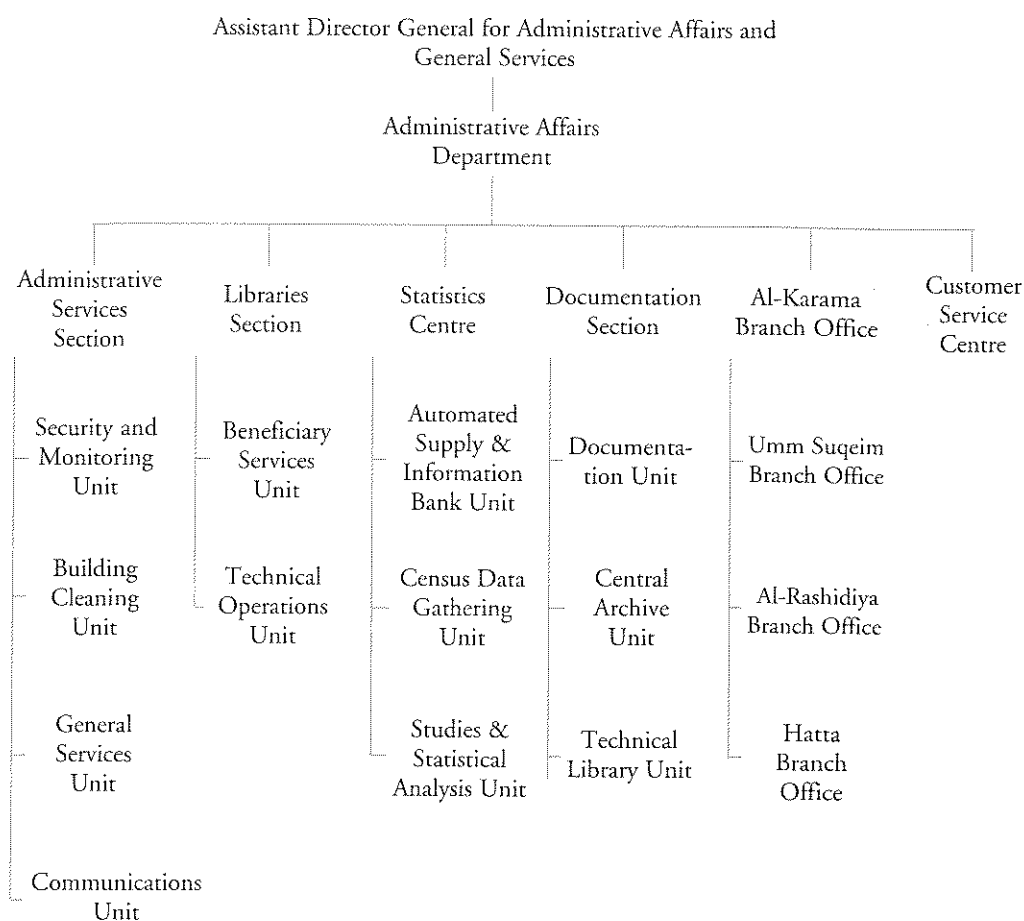 Assistant Director General for Administrative Affairs and
General Services
Administrative Affairs
Department
Administrative
Services
Section
Libraries
Section
Statistics
Centre
Documentation
Section
Al-Karama
Branch Office
Customer
Service
Centre
Security and
Monitoring
Unit
Beneficiary
Services
Unit
Automated
Supply &
Information
Bank Unit
Documenta-
tion Unit
Umm Suqeim
Branch Office
Building
Cleaning
Unit
Technical
Operations
Unit
Census Data
Gathering
Unit
Central
Archive
Unit
Al-Rashidiya
Branch Office
General
Services
Unit
Studies &
Statistical
Analysis Unit
Technical
Library Unit
Hatta
Branch
Office
Communications
Unit